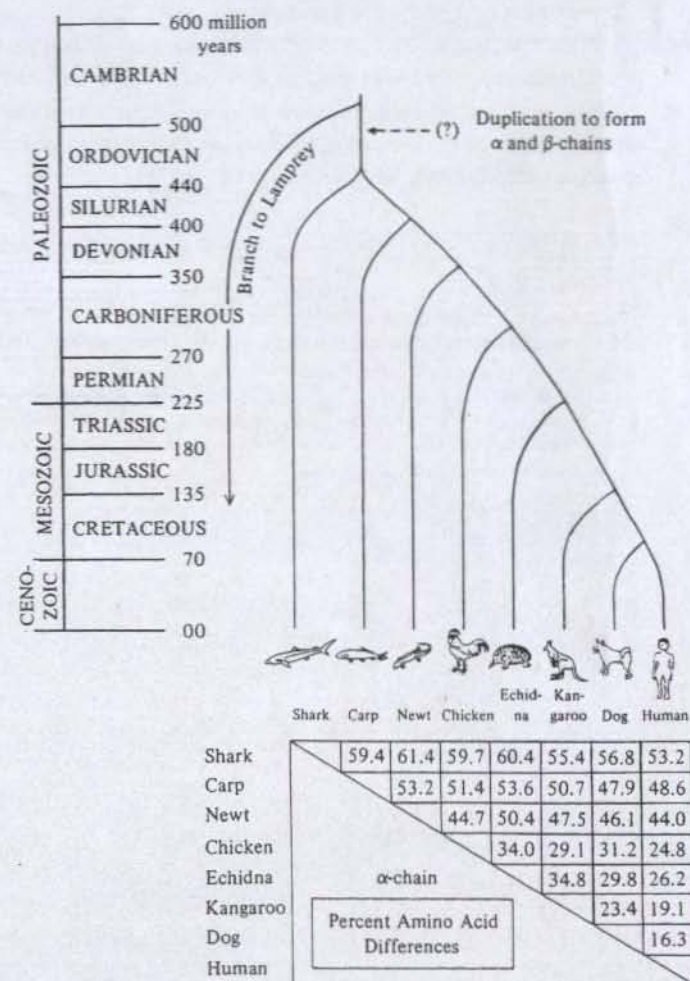 600 million
years
CAMBRIAN
500
ORDOVICIAN
440
SILURIAN
400
DEVONIAN
350
CARBONIFEROUS
270
PERMIAN
225
TRIASSIC
180
JURASSIC
135
CRETACEOUS
70
00
PALEOZOIC
MESOZOIC
CENO-
ZOIC
Branch to Lamprey
(?) Duplication to form
α and β-chains
Shark Carp Newt Chicken Echid-
na Kan-
garoo Dog Human
Shark 59.4 61.4 59.7 60.4 55.4 56.8 53.2
Carp 53.2 51.4 53.6 50.7 47.9 48.6
Newt 44.7 50.4 47.5 46.1 44.0
Chicken 34.0 29.1 31.2 24.8
Echidna α-chain 34.8 29.8 26.2
Kangaroo 23.4 19.1
Dog 16.3
Human
Percent Amino Acid
Differences